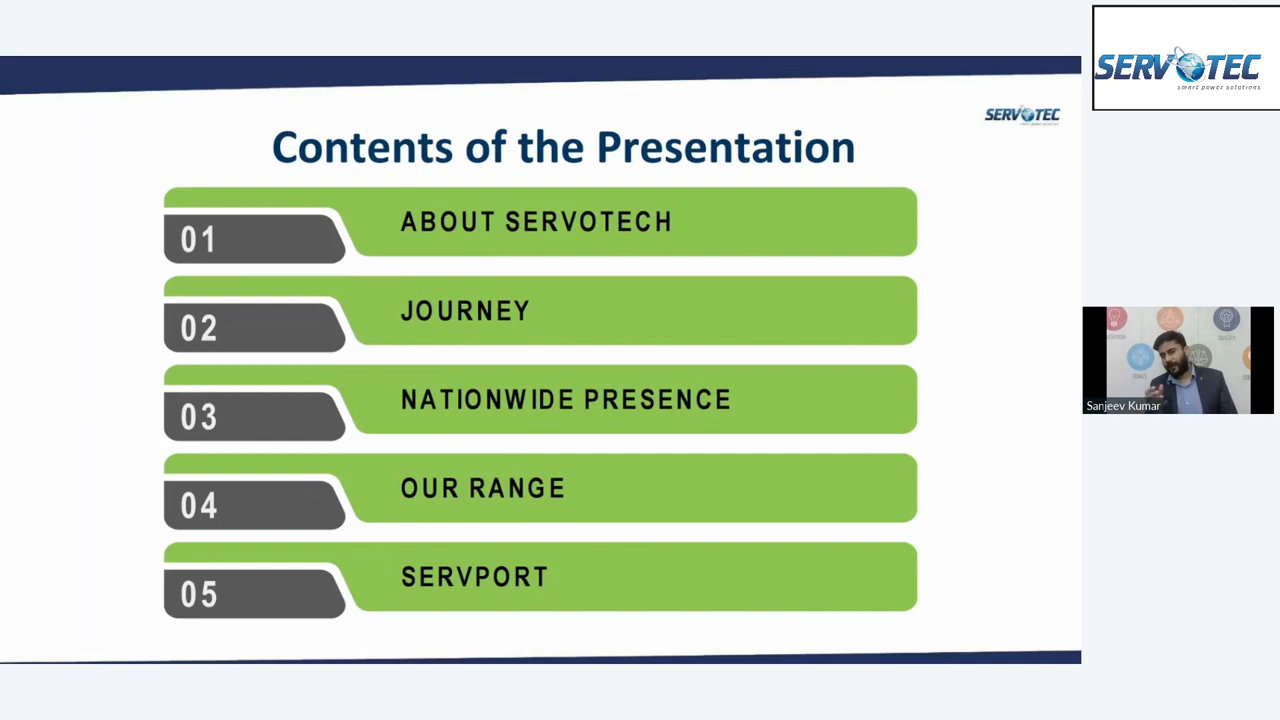 SERVOTEC
smart power solutions
SERVOTEC
Contents of the Presentation
01
ABOUT SERVOTECH
02
JOURNEY
03
NATIONWIDE PRESENCE
04
OUR RANGE
05
SERVPORT
Sanjeev Kumar